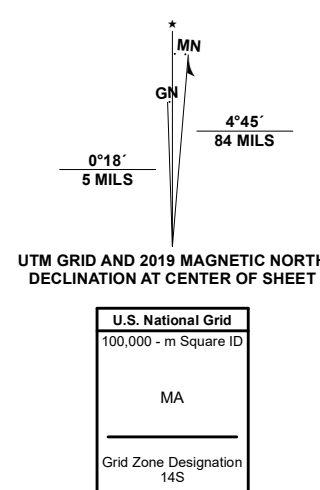 ★
MN
GN
4°45´
84 MILS
0°18´
5 MILS
UTM GRID AND 2019 MAGNETIC NORTH
DECLINATION AT CENTER OF SHEET
U.S. National Grid
100,000 - m Square ID
MA
Grid Zone Designation
14S